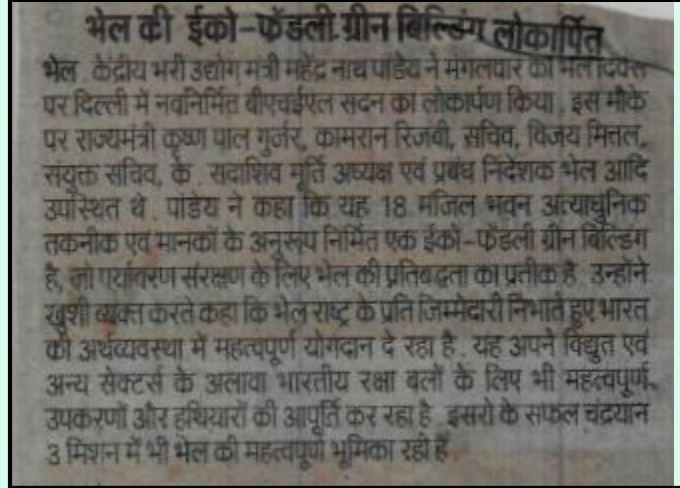 भेल की ईको-फ्रेंडली ग्रीन बिल्डिंग लोकार्पित
भेल . केंद्रीय भरी उद्योग मंत्री महेंद्र नाथ पांडेय ने मंगलवार को भेल दिवस
पर दिल्ली में नवनिर्मित बीएचईएल सदन का लोकार्पण किया . इस मौके
पर राज्यमंत्री कृष्ण पाल गुर्जर, कामरान रिजवी, सचिव, विजय मित्तल,
संयुक्त सचिव, के . सदाशिव मूर्ति अध्यक्ष एवं प्रबंध निदेशक भेल आदि
उपस्थित थे . पांडेय ने कहा कि यह 18 मंजिल भवन अत्याधुनिक
तकनीक एवं मानकों के अनुरूप निर्मित एक ईको-फ्रेंडली ग्रीन बिल्डिंग
है, जो पर्यावरण संरक्षण के लिए भेल की प्रतिबद्धता का प्रतीक है . उन्होंने
खुशी व्यक्त करते कहा कि भेल राष्ट्र के प्रति जिम्मेदारी निभाते हुए भारत
की अर्थव्यवस्था में महत्वपूर्ण योगदान दे रहा है . यह अपने विद्युत एवं
अन्य सेक्टर्स के अलावा भारतीय रक्षा बलों के लिए भी महत्वपूर्ण
उपकरणों और हथियारों की आपूर्ति कर रहा है . इसरो के सफल चंद्रयान
3 मिशन में भी भेल की महत्वपूर्ण भूमिका रही है